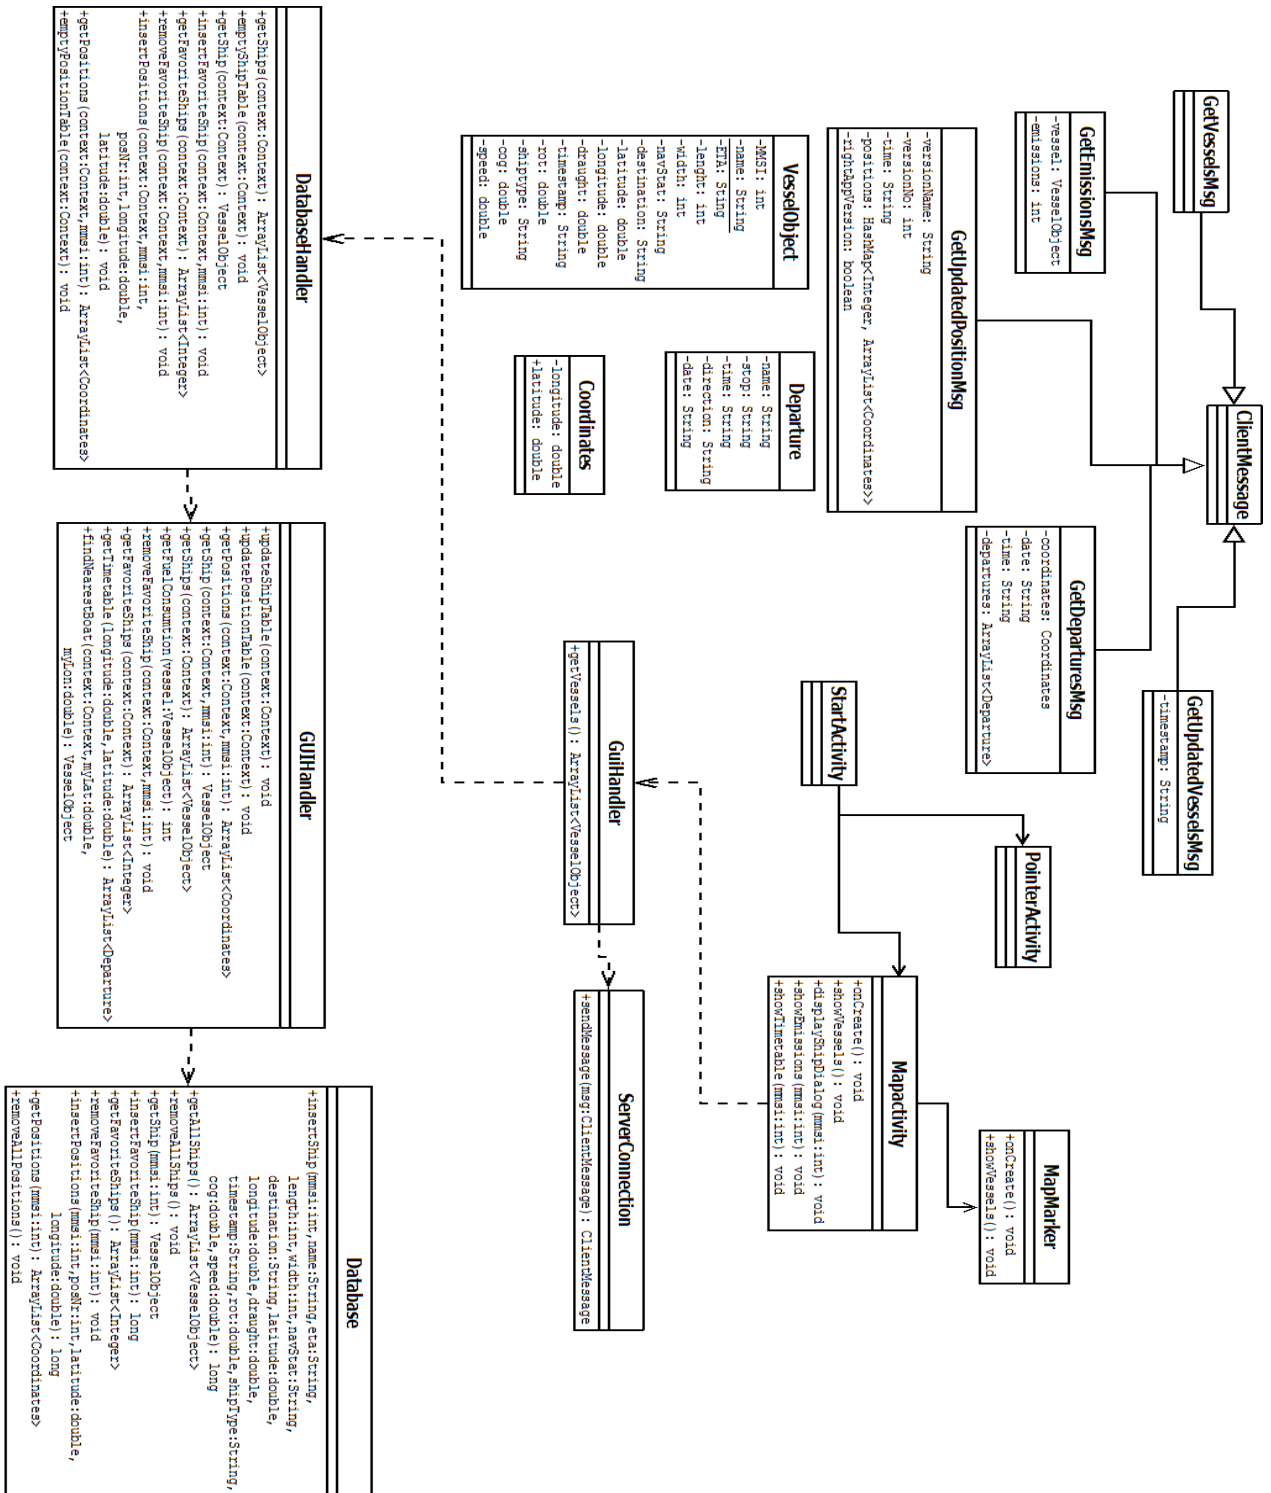 GetVesselsMsg
ClientMessage
GetUpdatedVesselsMsg
-timestamp: String
GetEmissionsMsg
-vessel: VesselObject
-emissions: int
GetDeparturesMsg
-coordinates: Coordinates
-date: String
-time: String
-departures: ArrayList<Departure>
GetUpdatedPositionMsg
-versionName: String
-versionNo: int
-time: String
-positions: HashMap<Integer, ArrayList<Coordinates>>
-rightAppVersion: boolean
PointerActivity
MapMarker
+onCreate(): void
+showVessels(): void
StartActivity
Mapactivity
+onCreate(): void
+showVessels(): void
+displayShipDialog(mmsi:int): void
+showEmissions(mmsi:int): void
+showTimetable(mmsi:int): void
VesselObject
-MMSI: int
-name: String
-ETA: Sting
-lenght: int
-width: int
-navStat: String
-destination: String
-latitude: double
-longitude: double
-draught: double
-timestamp: String
-rot: double
-shiptype: String
-cog: double
-speed: double
Departure
-name: String
-stop: String
-time: String
-direction: String
-date: String
Coordinates
-longitude: double
+latitude: double
GuiHandler
+getVessels(): ArrayList<VesselObject>
ServerConnection
+sendMessage(msg:ClientMessage): ClientMessage
DatabaseHandler
+getShips(context:Context): ArrayList<VesselObject>
+emptyShipTable(context:Context): void
+getShip(context:Context): VesselObject
+insertFavoriteShip(context:Context,mmsi:int): void
+getFavoriteShips(context:Context): ArrayList<Integer>
+removeFavoriteShip(context:Context,mmsi:int): void
+insertPositions(context:Context,mmsi:int,
posNr:int,longitude:double,
latitude:double): void
+getPositions(context:Context,mmsi:int): ArrayList<Coordinates>
+emptyPositionTable(context:Context): void
GUIHandler
+updateShipTable(context:Context): void
+updatePositionTable(context:Context): void
+getPositions(context:Context,mmsi:int): ArrayList<Coordinates>
+getShip(context:Context,mmsi:int): VesselObject
+getShips(context:Context): ArrayList<VesselObject>
+getFuelConsumtion(vessel:VesselObject): int
+removeFavoriteShip(context:Context,mmsi:int): void
+getFavoriteShips(context:Context): ArrayList<Integer>
+getTimetable(longitude:double,latitude:double): ArrayList<Departure>
+findNearestBoat(context:Context,myLat:double,
myLon:double): VesselObject
Database
+insertShip(mmsi:int,name:String,eta:String,
length:int,width:int,navStat:String,
destination:String,latitude:double,
longitude:double,draught:double,
timestamp:String,rot:double,shipType:String,
cog:double,speed:double): long
+getAllShips(): ArrayList<VesselObject>
+removeAllShips(): void
+getShip(mmsi:int): VesselObject
+insertFavoriteShip(mmsi:int): long
+getFavoriteShips(): ArrayList<Integer>
+removeFavoriteShip(mmsi:int): void
+insertPositions(mmsi:int,posNr:int,latitude:double,
longitude:double): long
+getPositions(mmsi:int): ArrayList<Coordinates>
+removeAllPositions(): void